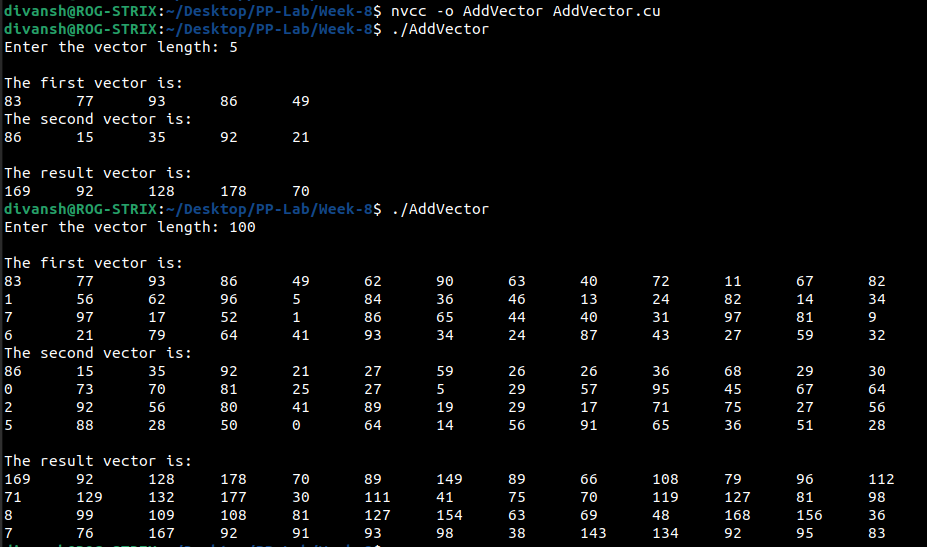 divansh@ROG-STRIX:~/Desktop/PP-Lab/Week-8$ nvcc -o AddVector AddVector.cu
divansh@ROG-STRIX:~/Desktop/PP-Lab/Week-8$ ./AddVector
Enter the vector length: 5
The first vector is:
83 77 93 86 49
The second vector is:
86 15 35 92 21
The result vector is:
169 92 128 178 70
divansh@ROG-STRIX:~/Desktop/PP-Lab/Week-8$ ./AddVector
Enter the vector length: 100
The first vector is:
83 77 93 86 49 62 90 63 40 72 11 67 82
1 56 62 96 5 84 36 46 13 24 82 14 34
7 97 17 52 1 86 65 44 40 31 97 81 9
6 21 79 64 41 93 34 24 87 43 27 59 32
The second vector is:
86 15 35 92 21 27 59 26 26 36 68 29 30
0 73 70 81 25 27 5 29 57 95 45 67 64
2 92 56 80 41 89 19 29 17 71 75 27 56
5 88 28 50 0 64 14 56 91 65 36 51 28
The result vector is:
169 92 128 178 70 89 149 89 66 108 79 96 112
71 129 132 177 30 111 41 75 70 119 127 81 98
8 99 109 108 81 127 154 63 69 48 168 156 36
7 76 167 92 91 93 98 38 143 134 92 95 83